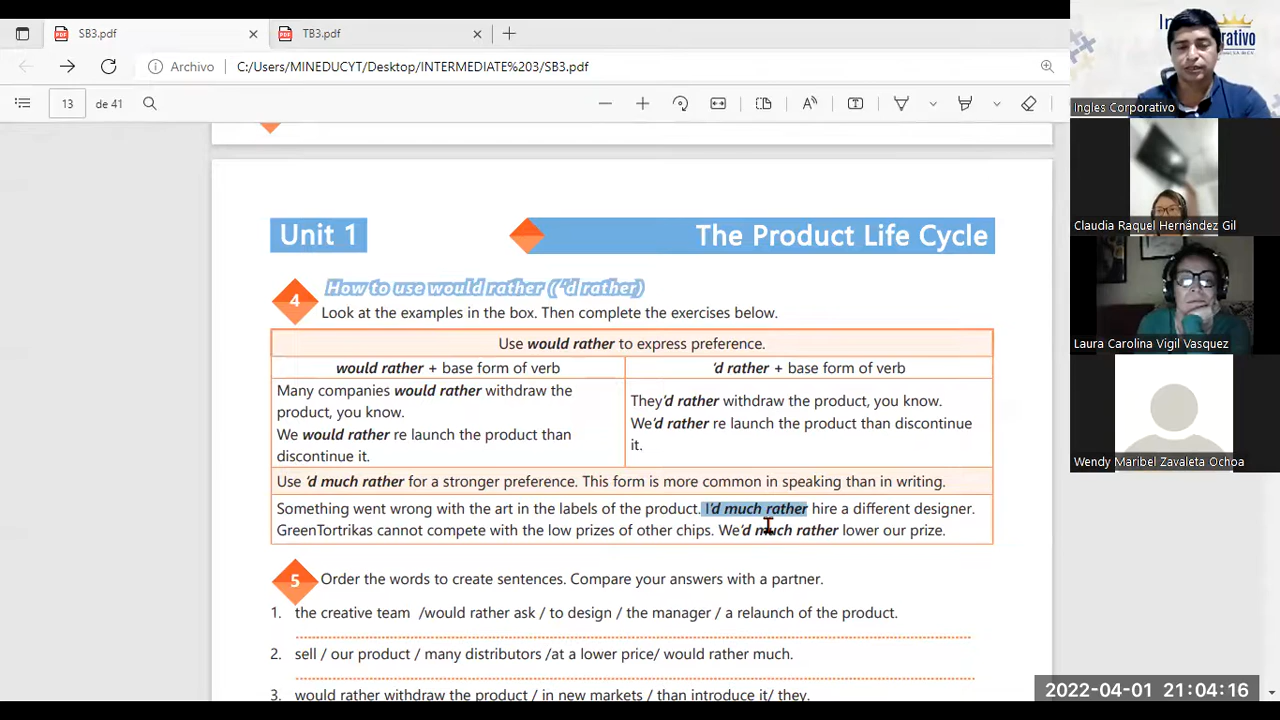 SB3.pdf
TB3.pdf
Archivo
C:/Users/MINEDUCYT/Desktop/INTERMEDIATE%203/SB3.pdf
13 de 41
Ingles Corporativo
Claudia Raquel Hernández Gil
Laura Carolina Vigil Vasquez
Wendy Maribel Zavaleta Ochoa
Unit 1
The Product Life Cycle
4
How to use would rather (‘d rather)
Look at the examples in the box. Then complete the exercises below.
Use would rather to express preference.
would rather + base form of verb
Many companies would rather withdraw the
product, you know.
We would rather re launch the product than
discontinue it.
'd rather + base form of verb
They'd rather withdraw the product, you know.
We'd rather re launch the product than discontinue
it.
Use 'd much rather for a stronger preference. This form is more common in speaking than in writing.
Something went wrong with the art in the labels of the product. I'd much rather hire a different designer.
GreenTortrikas cannot compete with the low prizes of other chips. We'd much rather lower our prize.
5
Order the words to create sentences. Compare your answers with a partner.
1. the creative team /would rather ask / to design / the manager / a relaunch of the product.
2. sell / our product / many distributors /at a lower price/ would rather much.
3. would rather withdraw the product / in new markets / than introduce it/ they.
2022-04-01 21:04:16